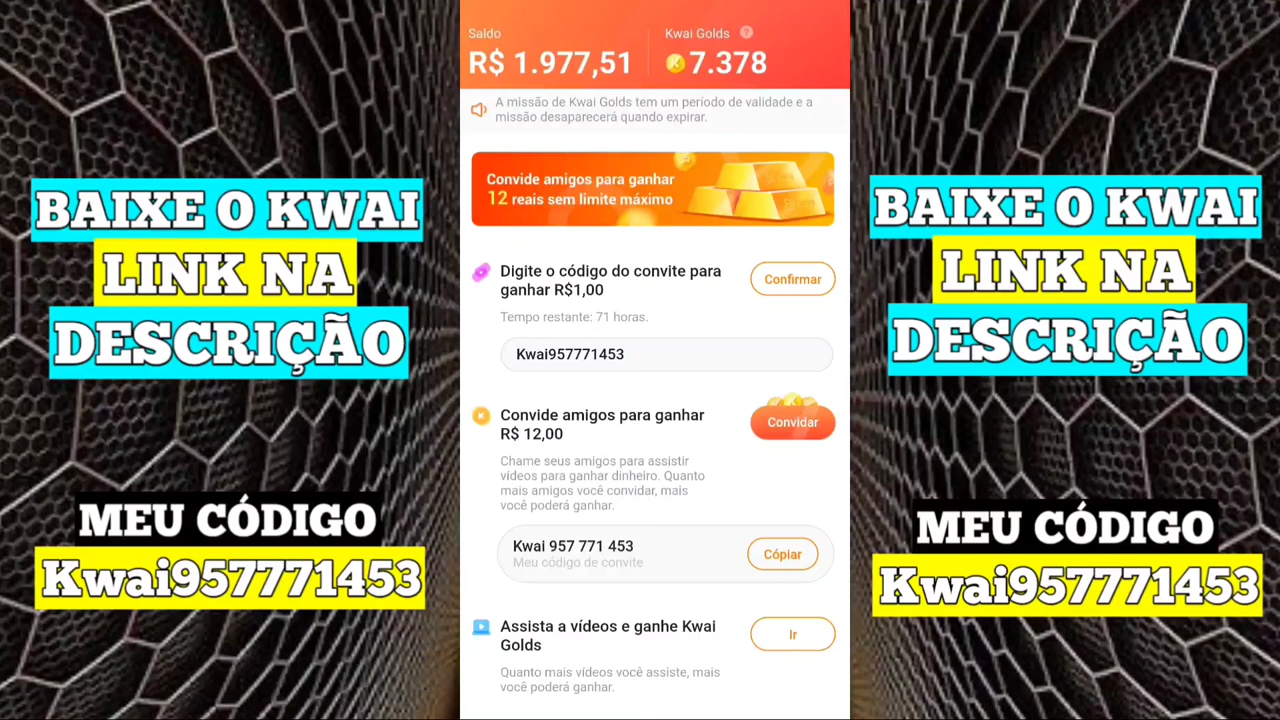 BAIXE O KWAI
LINK NA
DESCRIÇÃO
MEU CÓDIGO
Kwai957771453
Saldo
R$ 1.977,51
Kwai Golds ?
7.378
A missão de Kwai Golds tem um período de validade e a
missão desaparecerá quando expirar.
Convide amigos para ganhar
12 reais sem limite máximo
Digite o código do convite para
ganhar R$1,00
Confirmar
Tempo restante: 71 horas.
Kwai957771453
Convide amigos para ganhar
R$ 12,00
Convidar
Chame seus amigos para assistir
vídeos para ganhar dinheiro. Quanto
mais amigos você convidar, mais
você poderá ganhar.
Kwai 957 771 453
Meu código de convite
Cópiar
Assista a vídeos e ganhe Kwai
Golds
Ir
Quanto mais vídeos você assiste, mais
você poderá ganhar.
BAIXE O KWAI
LINK NA
DESCRIÇÃO
MEU CÓDIGO
Kwai957771453